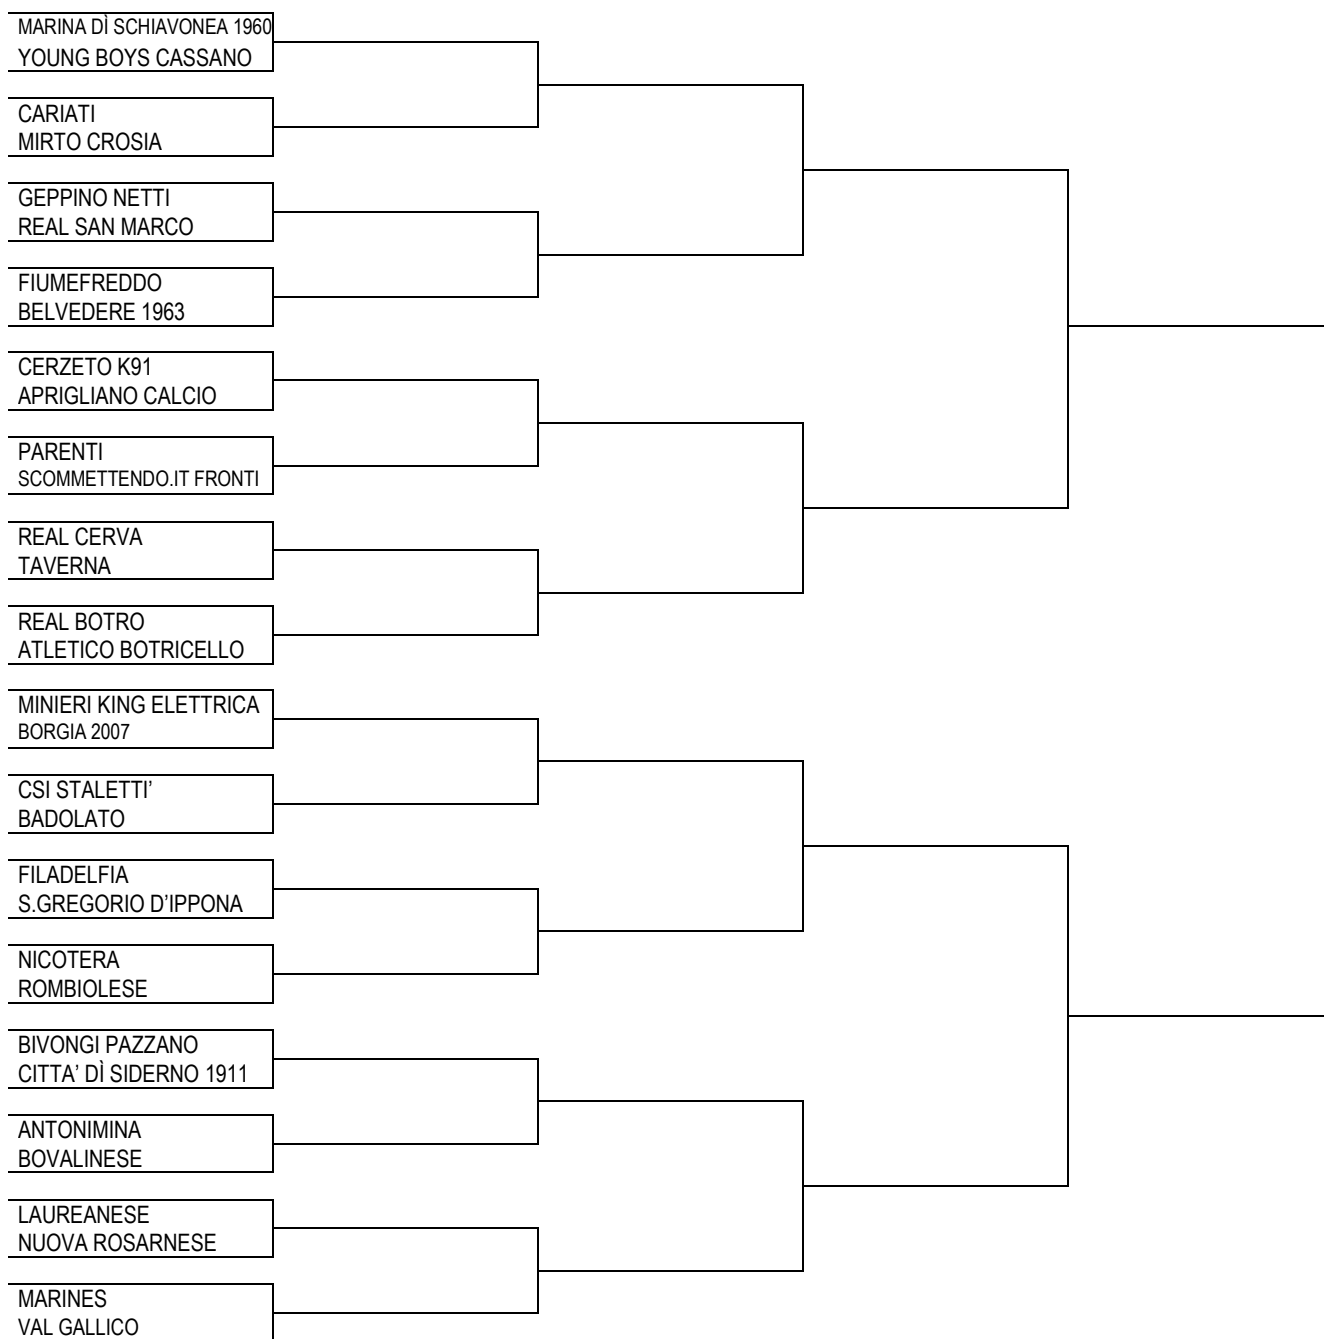 MARINA DÌ SCHIAVONEA 1960
YOUNG BOYS CASSANO
CARIATI
MIRTO CROSIA
GEPPINO NETTI
REAL SAN MARCO
FIUMEFREDDO
BELVEDERE 1963
CERZETO K91
APRIGLIANO CALCIO
PARENTI
SCOMMETTENDO.IT FRONTI
REAL CERVA
TAVERNA
REAL BOTRO
ATLETICO BOTRICELLO
MINIERI KING ELETTRICA
BORGIA 2007
CSI STALETTI’
BADOLATO
FILADELFIA
S.GREGORIO D’IPPONA
NICOTERA
ROMBIOLESE
BIVONGI PAZZANO
CITTA’ DÌ SIDERNO 1911
ANTONIMINA
BOVALINESE
LAUREANESE
NUOVA ROSARNESE
MARINES
VAL GALLICO